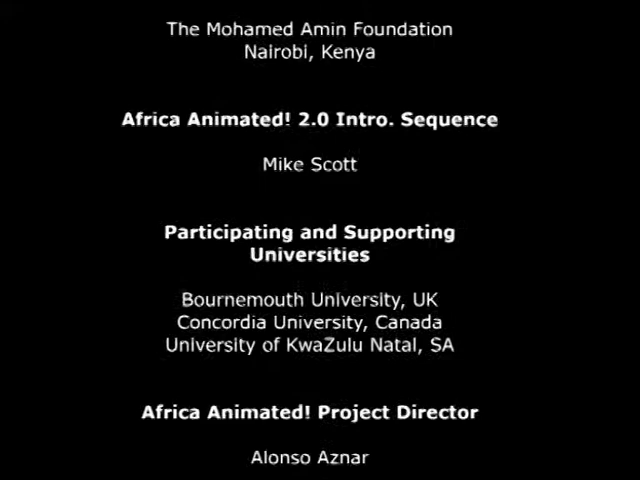 The Mohamed Amin Foundation
Nairobi, Kenya
Africa Animated! 2.0 Intro. Sequence
Mike Scott
Participating and Supporting
Universities
Bournemouth University, UK
Concordia University, Canada
University of KwaZulu Natal, SA
Africa Animated! Project Director
Alonso Aznar